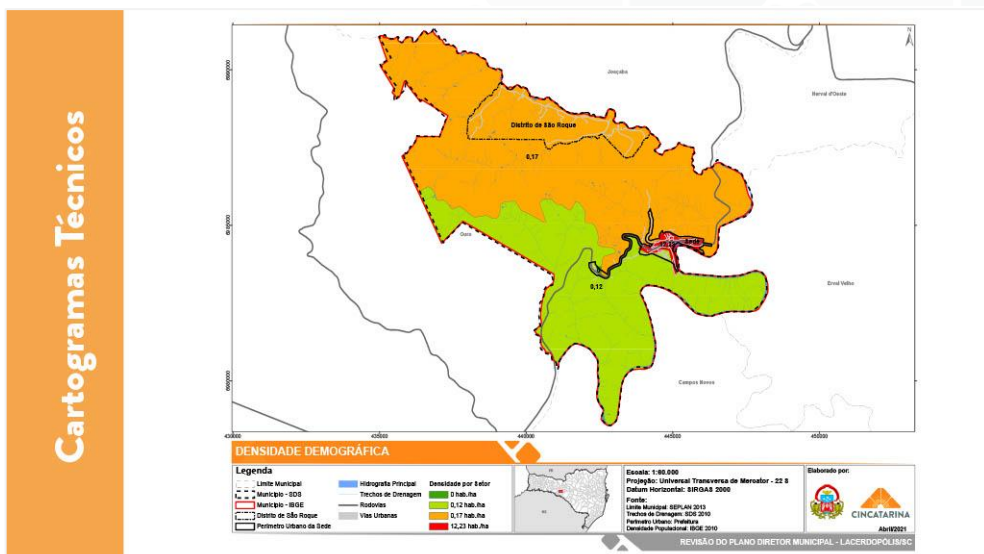 Cartogramas Técnicos
N
Joaçaba
Herval d'Oeste
Distrito de São Roque
0,17
Ouro
Sede
0,12
Erval Velho
Campos Novos
430000
435000
440000
445000
450000
DENSIDADE DEMOGRÁFICA
Legenda
Limite Municipal
Município - SDS
Município - IBGE
Distrito de São Roque
Perímetro Urbano da Sede
Hidrografia Principal
Trechos de Drenagem
Rodovias
Vias Urbanas
Densidade por Setor
0 hab./ha
0,12 hab./ha
0,17 hab./ha
12,23 hab./ha
Escala: 1:60.000
Projeção: Universal Transversa de Mercator - 22 S
Datum Horizontal: SIRGAS 2000
Fonte:
Limite Municipal: SEPLAN 2013
Trechos de Drenagem: SDS 2010
Perímetro Urbano: Prefeitura
Densidade Populacional: IBGE 2010
Elaborado por:
CINCATARINA
Abril/2021
REVISÃO DO PLANO DIRETOR MUNICIPAL - LACERDÓPOLIS/SC